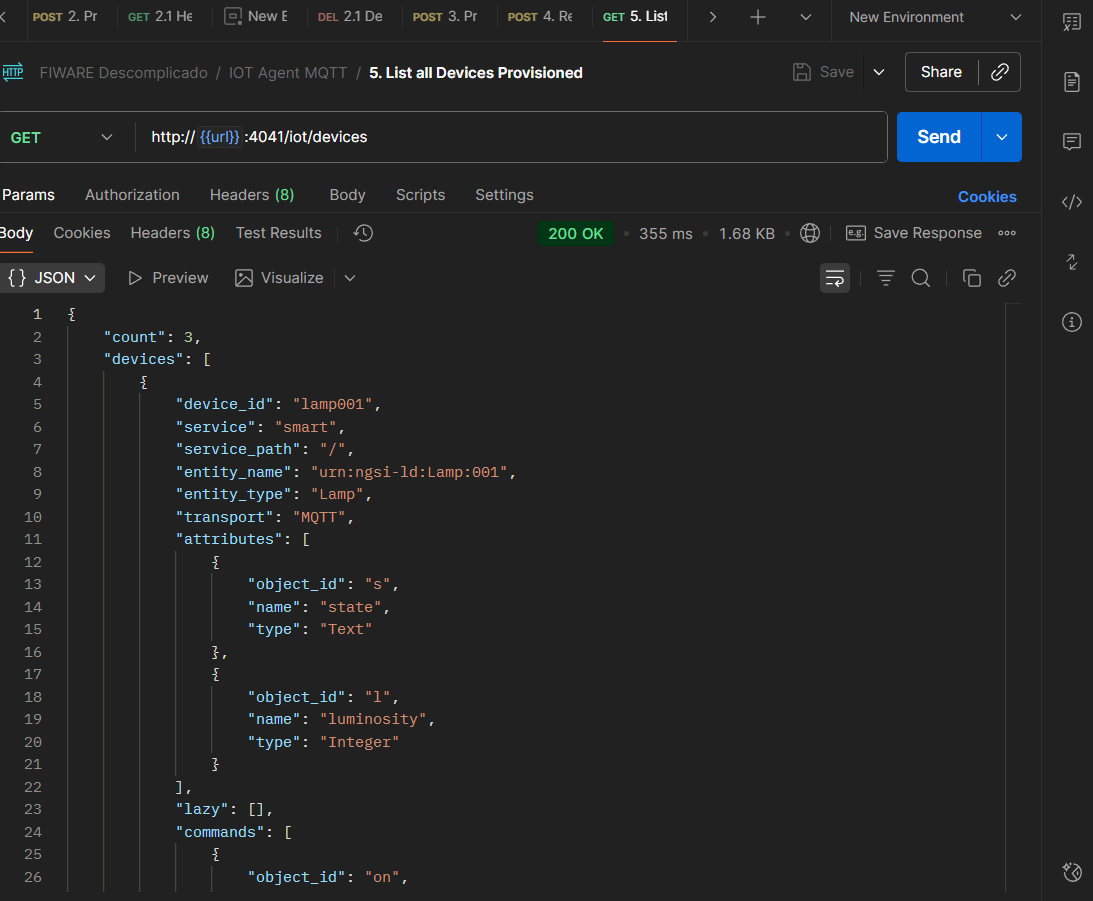 POST 2. Pr GET 2.1 He New E DEL 2.1 De POST 3. Pr POST 4. Re GET 5. List New Environment
HTTP FIWARE Descomplicado / IOT Agent MQTT / 5. List all Devices Provisioned Save Share
GET http://{{url}}:4041/iot/devices Send
Params Authorization Headers (8) Body Scripts Settings Cookies
Body Cookies Headers (8) Test Results 200 OK • 355 ms • 1.68 KB • e.g. Save Response
{} JSON Preview Visualize
1 {
2 "count": 3,
3 "devices": [
4 {
5 "device_id": "lamp001",
6 "service": "smart",
7 "service_path": "/",
8 "entity_name": "urn:ngsi-ld:Lamp:001",
9 "entity_type": "Lamp",
10 "transport": "MQTT",
11 "attributes": [
12 {
13 "object_id": "s",
14 "name": "state",
15 "type": "Text"
16 },
17 {
18 "object_id": "l",
19 "name": "luminosity",
20 "type": "Integer"
21 }
22 ],
23 "lazy": [],
24 "commands": [
25 {
26 "object_id": "on",